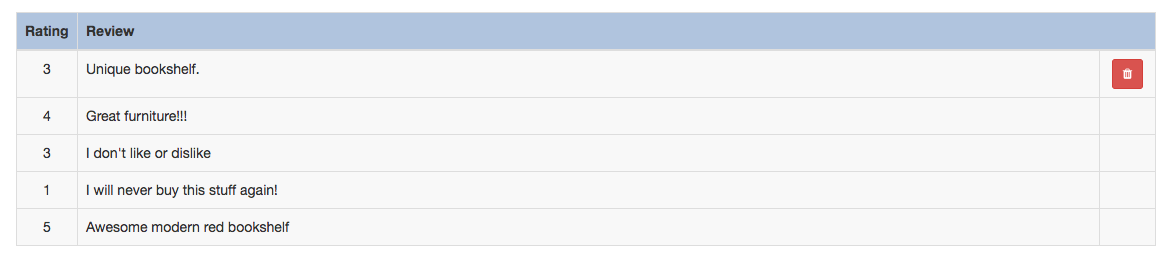 Rating Review
3 Unique bookshelf.
4 Great furniture!!!
3 I don't like or dislike
1 I will never buy this stuff again!
5 Awesome modern red bookshelf